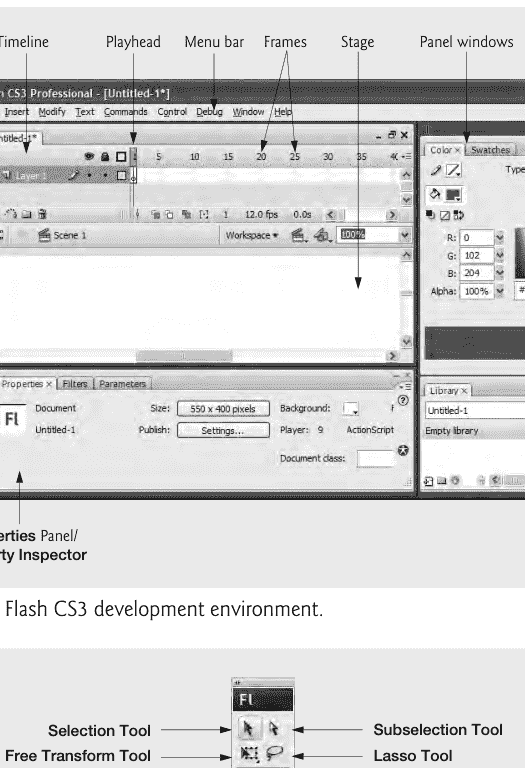 Timeline Playhead Menu bar Frames Stage Panel windows
h CS3 Professional - [Untitled-1*]
Insert Modify Text Commands Control Debug Window Help
ntitled-1*
Color × Swatches
1 5 10 15 20 25 30 35 40
Type
Layer 1
1 12.0 fps 0.0s
Scene 1 Workspace 100%
R: 0
G: 102
B: 204
Alpha: 100% #
Properties × Filters Parameters
Library ×
Fl Document Size: 550 x 400 pixels Background:
Untitled-1
Untitled-1 Publish: Settings... Player: 9 ActionScript
Empty library
Document class:
erties Panel/
ty Inspector
Flash CS3 development environment.
Fl
Selection Tool Subselection Tool
Free Transform Tool Lasso Tool